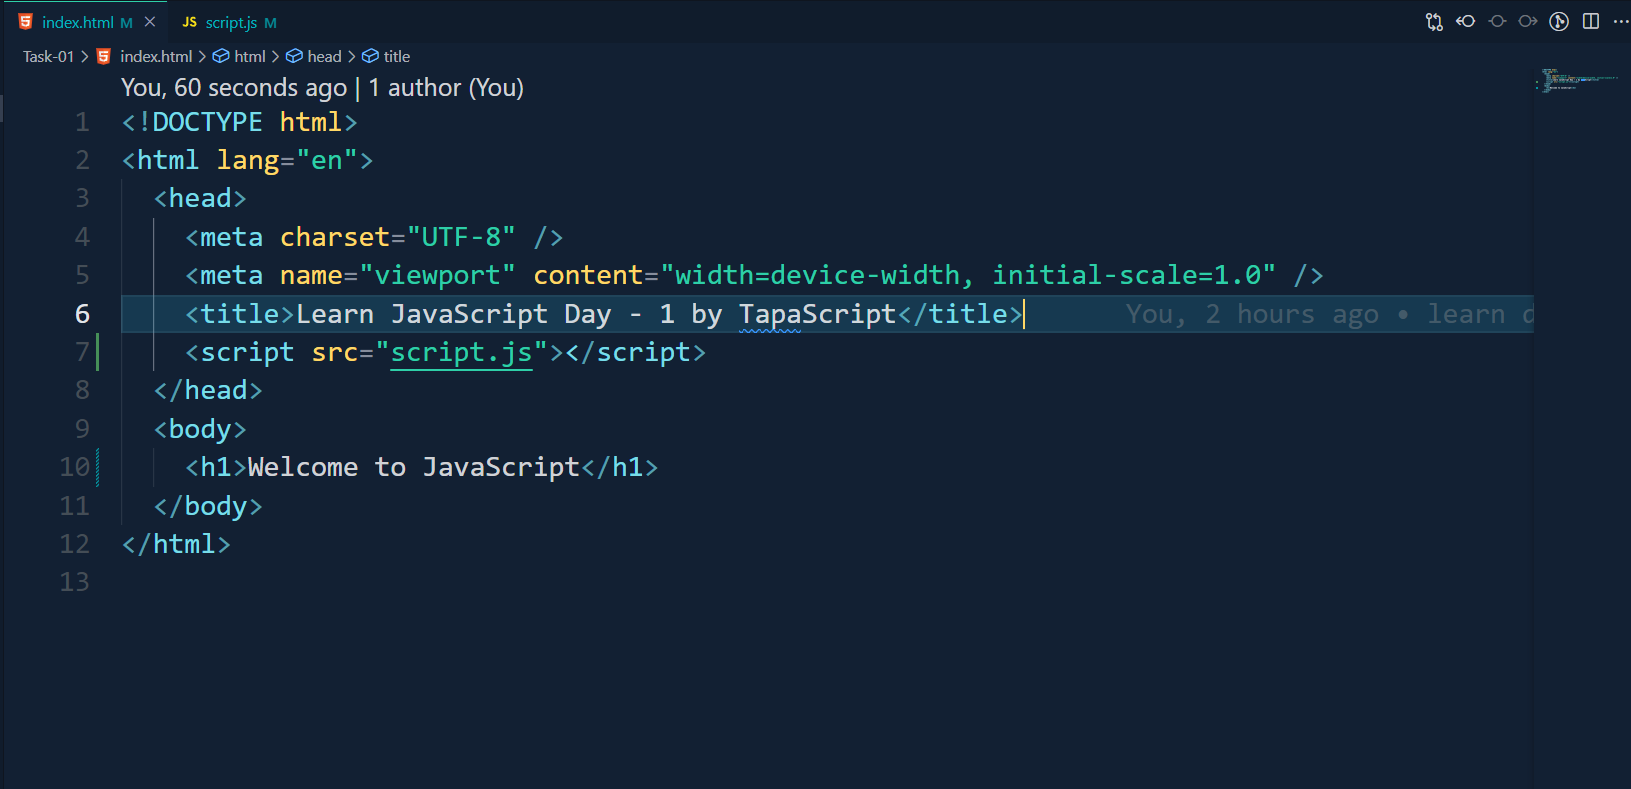 index.html M
JS script.js M
Task-01 > index.html > html > head > title
You, 60 seconds ago | 1 author (You)
1 <!DOCTYPE html>
2 <html lang="en">
3 <head>
4 <meta charset="UTF-8" />
5 <meta name="viewport" content="width=device-width, initial-scale=1.0" />
6 <title>Learn JavaScript Day - 1 by TapaScript</title> You, 2 hours ago • learn
7 <script src="script.js"></script>
8 </head>
9 <body>
10 <h1>Welcome to JavaScript</h1>
11 </body>
12 </html>
13